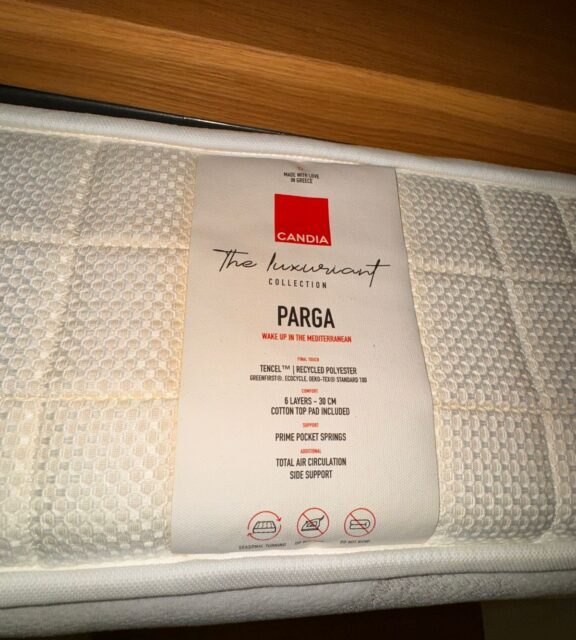 MADE WITH LOVE
IN GREECE
CANDIA
The luxuriant
COLLECTION
PARGA
WAKE UP IN THE MEDITERRANEAN
FINAL TOUCH
TENCEL™ | RECYCLED POLYESTER
GREENFIRST®, ECOCYCLE, OEKO-TEX® STANDARD 100
COMFORT
6 LAYERS - 30 CM
COTTON TOP PAD INCLUDED
SUPPORT
PRIME POCKET SPRINGS
ADDITIONAL
TOTAL AIR CIRCULATION
SIDE SUPPORT
SEASONAL TURNING
DO NOT